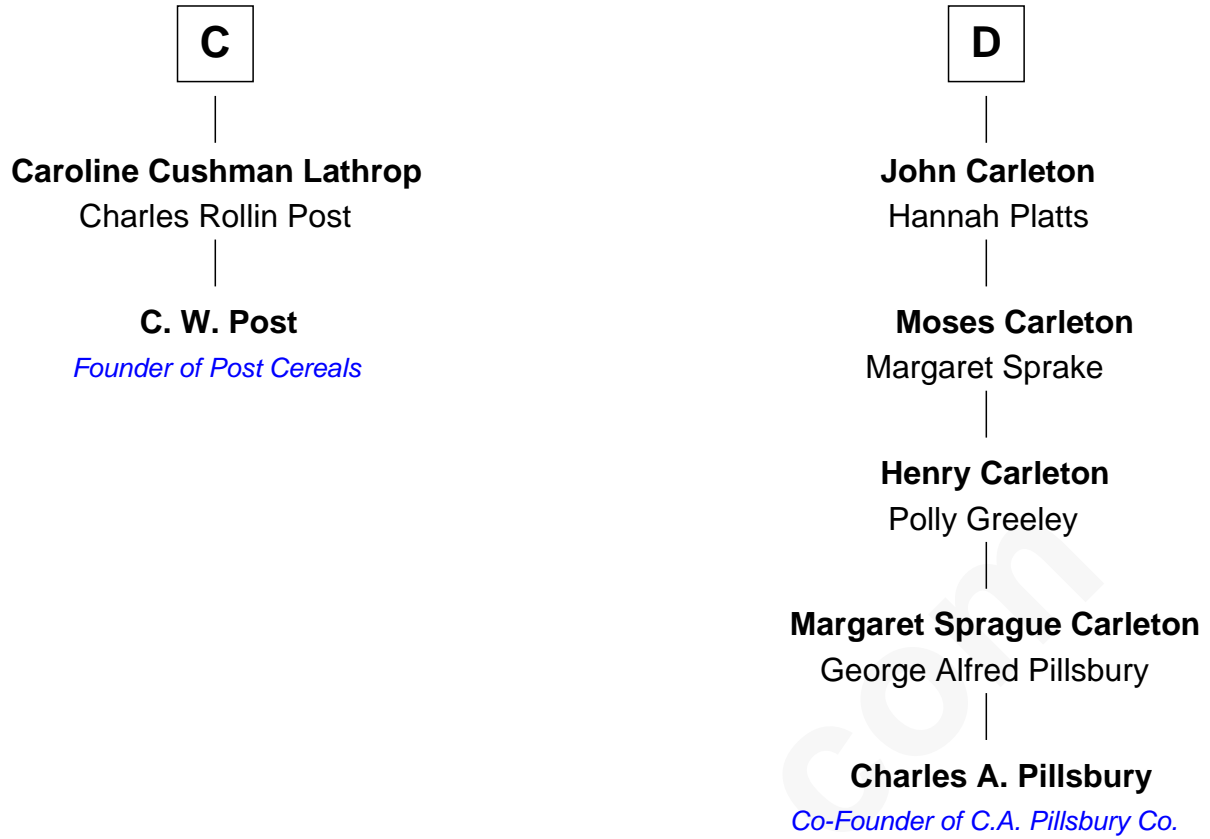 C
Caroline Cushman Lathrop
Charles Rollin Post
C. W. Post
Founder of Post Cereals
D
John Carleton
Hannah Platts
Moses Carleton
Margaret Sprake
Henry Carleton
Polly Greeley
Margaret Sprague Carleton
George Alfred Pillsbury
Charles A. Pillsbury
Co-Founder of C.A. Pillsbury Co.
com